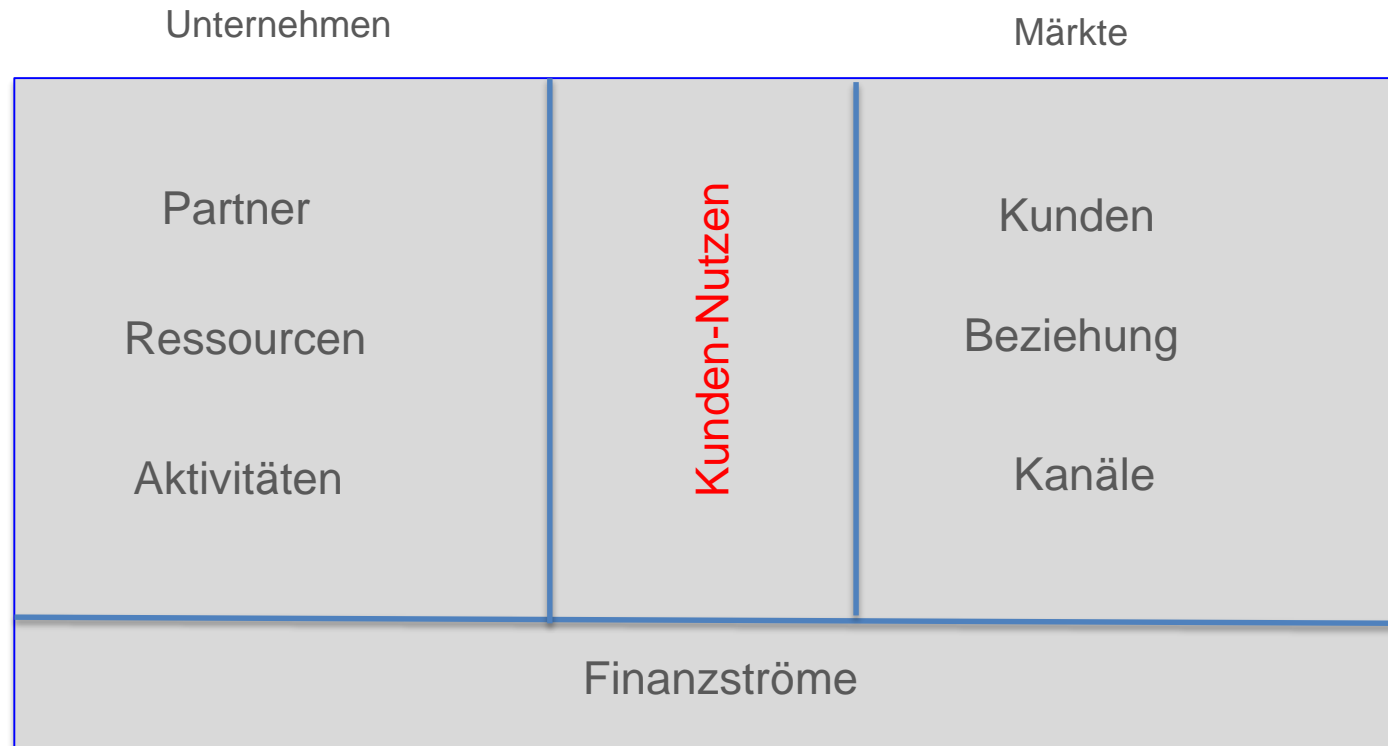 Unternehmen
Märkte
Partner
Ressourcen
Aktivitäten
Kunden-Nutzen
Kunden
Beziehung
Kanäle
Finanzströme